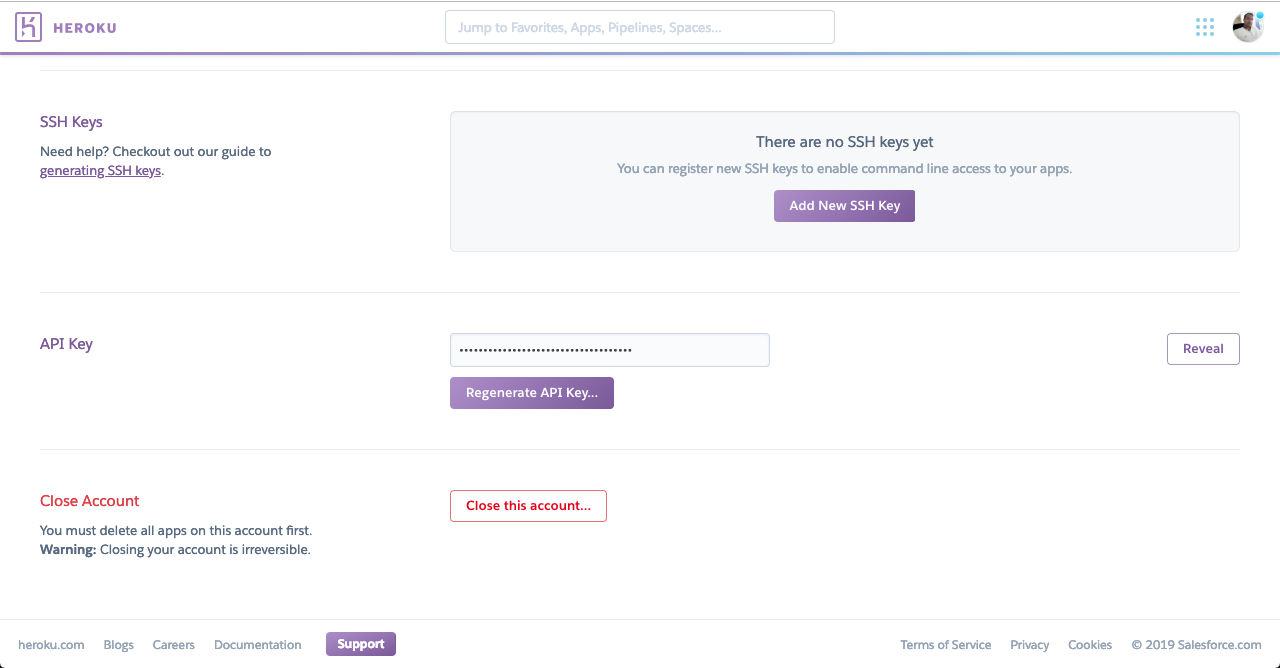 HEROKU
Jump to Favorites, Apps, Pipelines, Spaces...
SSH Keys
Need help? Checkout out our guide to
generating SSH keys.
There are no SSH keys yet
You can register new SSH keys to enable command line access to your apps.
Add New SSH Key
API Key
••••••••••••••••••••••••••••••••••••
Reveal
Regenerate API Key...
Close Account
You must delete all apps on this account first.
Warning: Closing your account is irreversible.
Close this account...
heroku.com Blogs Careers Documentation Support Terms of Service Privacy Cookies © 2019 Salesforce.com